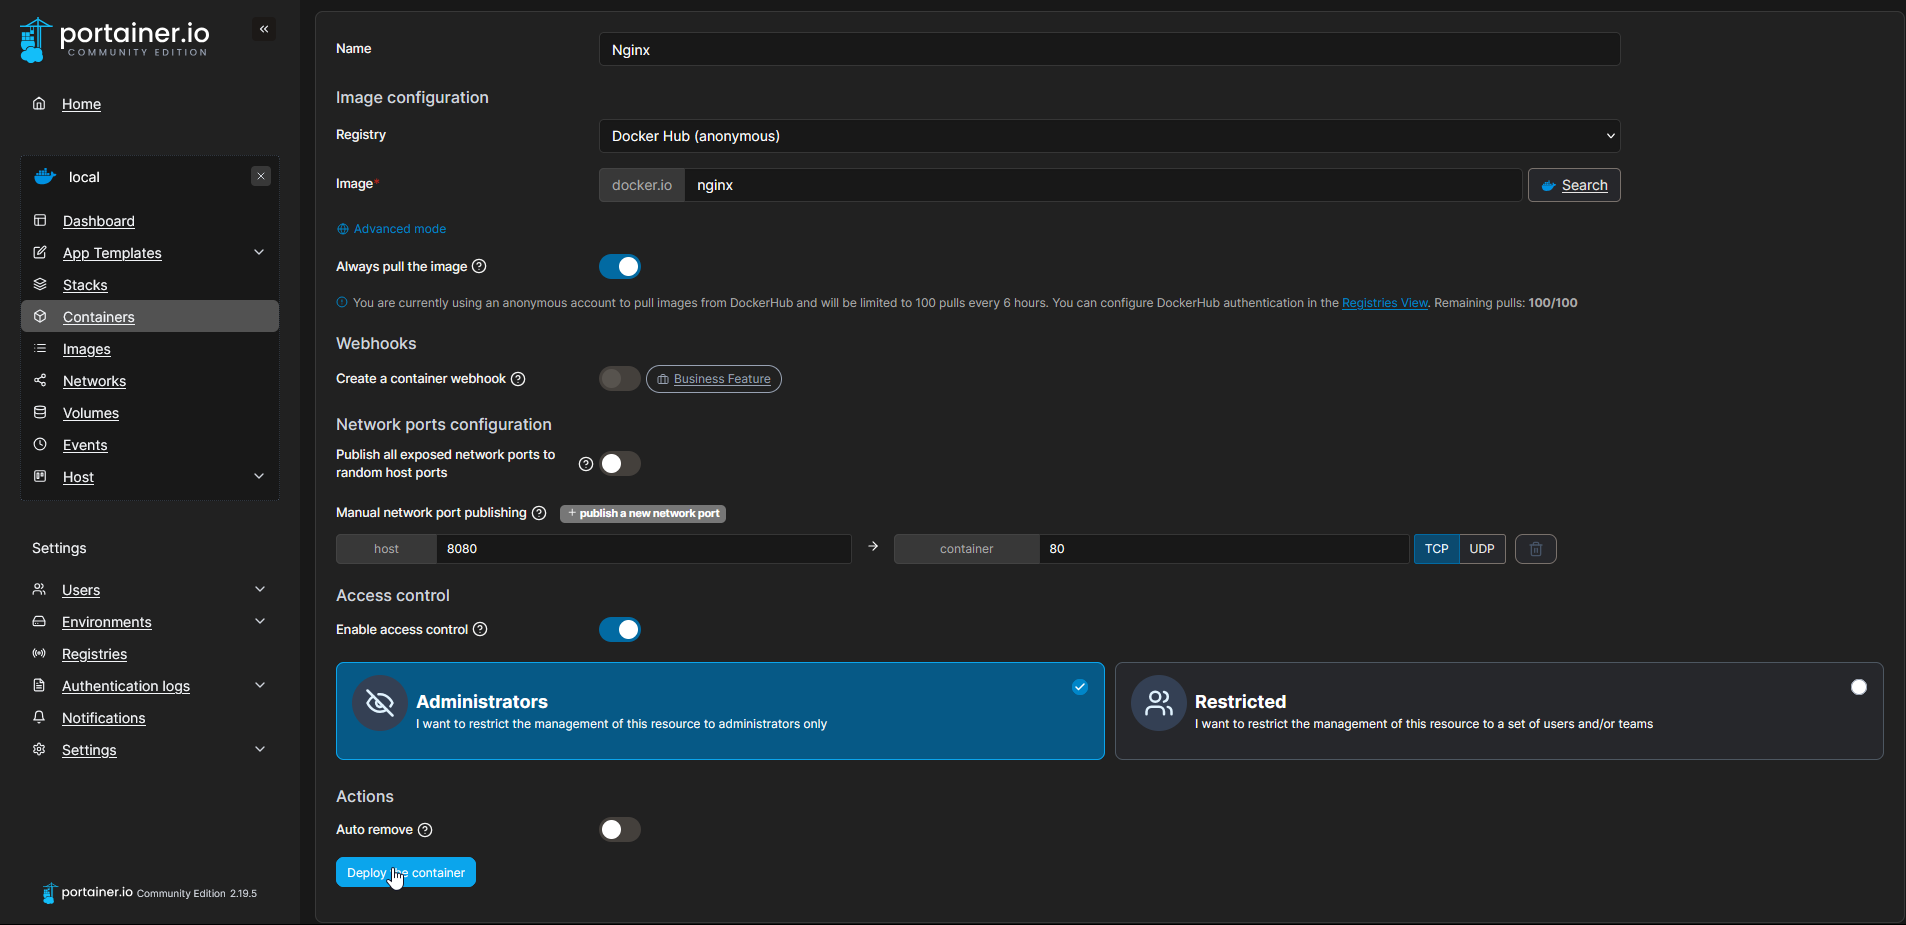 portainer.io
COMMUNITY EDITION
Home
local
Dashboard
App Templates
Stacks
Containers
Images
Networks
Volumes
Events
Host
Settings
Users
Environments
Registries
Authentication logs
Notifications
Settings
portainer.io Community Edition 2.19.5
Name
Nginx
Image configuration
Registry
Docker Hub (anonymous)
Image*
docker.io nginx
Search
Advanced mode
Always pull the image
You are currently using an anonymous account to pull images from DockerHub and will be limited to 100 pulls every 6 hours. You can configure DockerHub authentication in the Registries View. Remaining pulls: 100/100
Webhooks
Create a container webhook
Business Feature
Network ports configuration
Publish all exposed network ports to
random host ports
Manual network port publishing
+ publish a new network port
host 8080 → container 80 TCP UDP
Access control
Enable access control
Administrators
I want to restrict the management of this resource to administrators only
Restricted
I want to restrict the management of this resource to a set of users and/or teams
Actions
Auto remove
Deploy the container